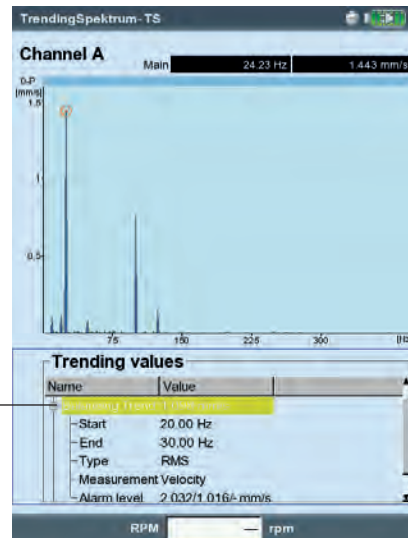 TrendingSpektrum-TS
Channel A
Main 24.23 Hz 1.443 mm/s
0-P
[mm/s]
1.5
1
0.5
75 150 225 300 [Hz
Trending values
Name Value
Start 20.00 Hz
End 30.00 Hz
Type RMS
Measurement Velocity
Alarm level 2.032/1.016/- mm/s
RPM — rpm